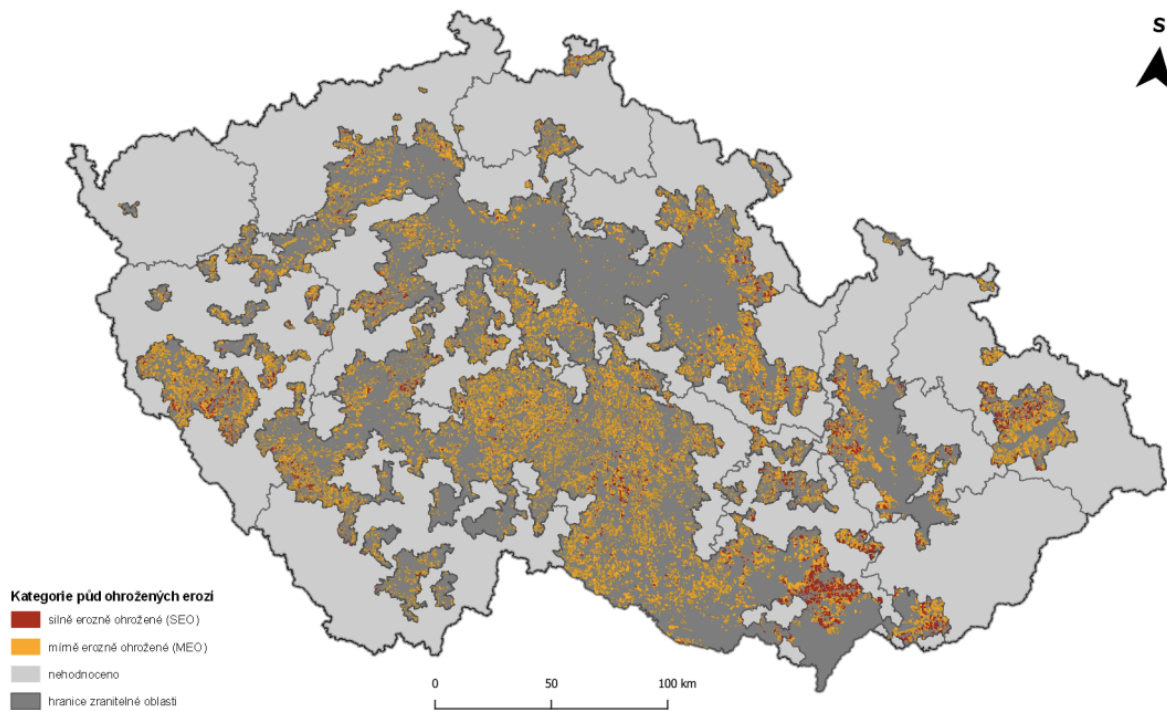 S
Kategorie půd ohrožených erozí
silně erozně ohrožené (SEO)
mírně erozně ohrožené (MEO)
nehodnoceno
hranice zranitelné oblasti
0 50 100 km